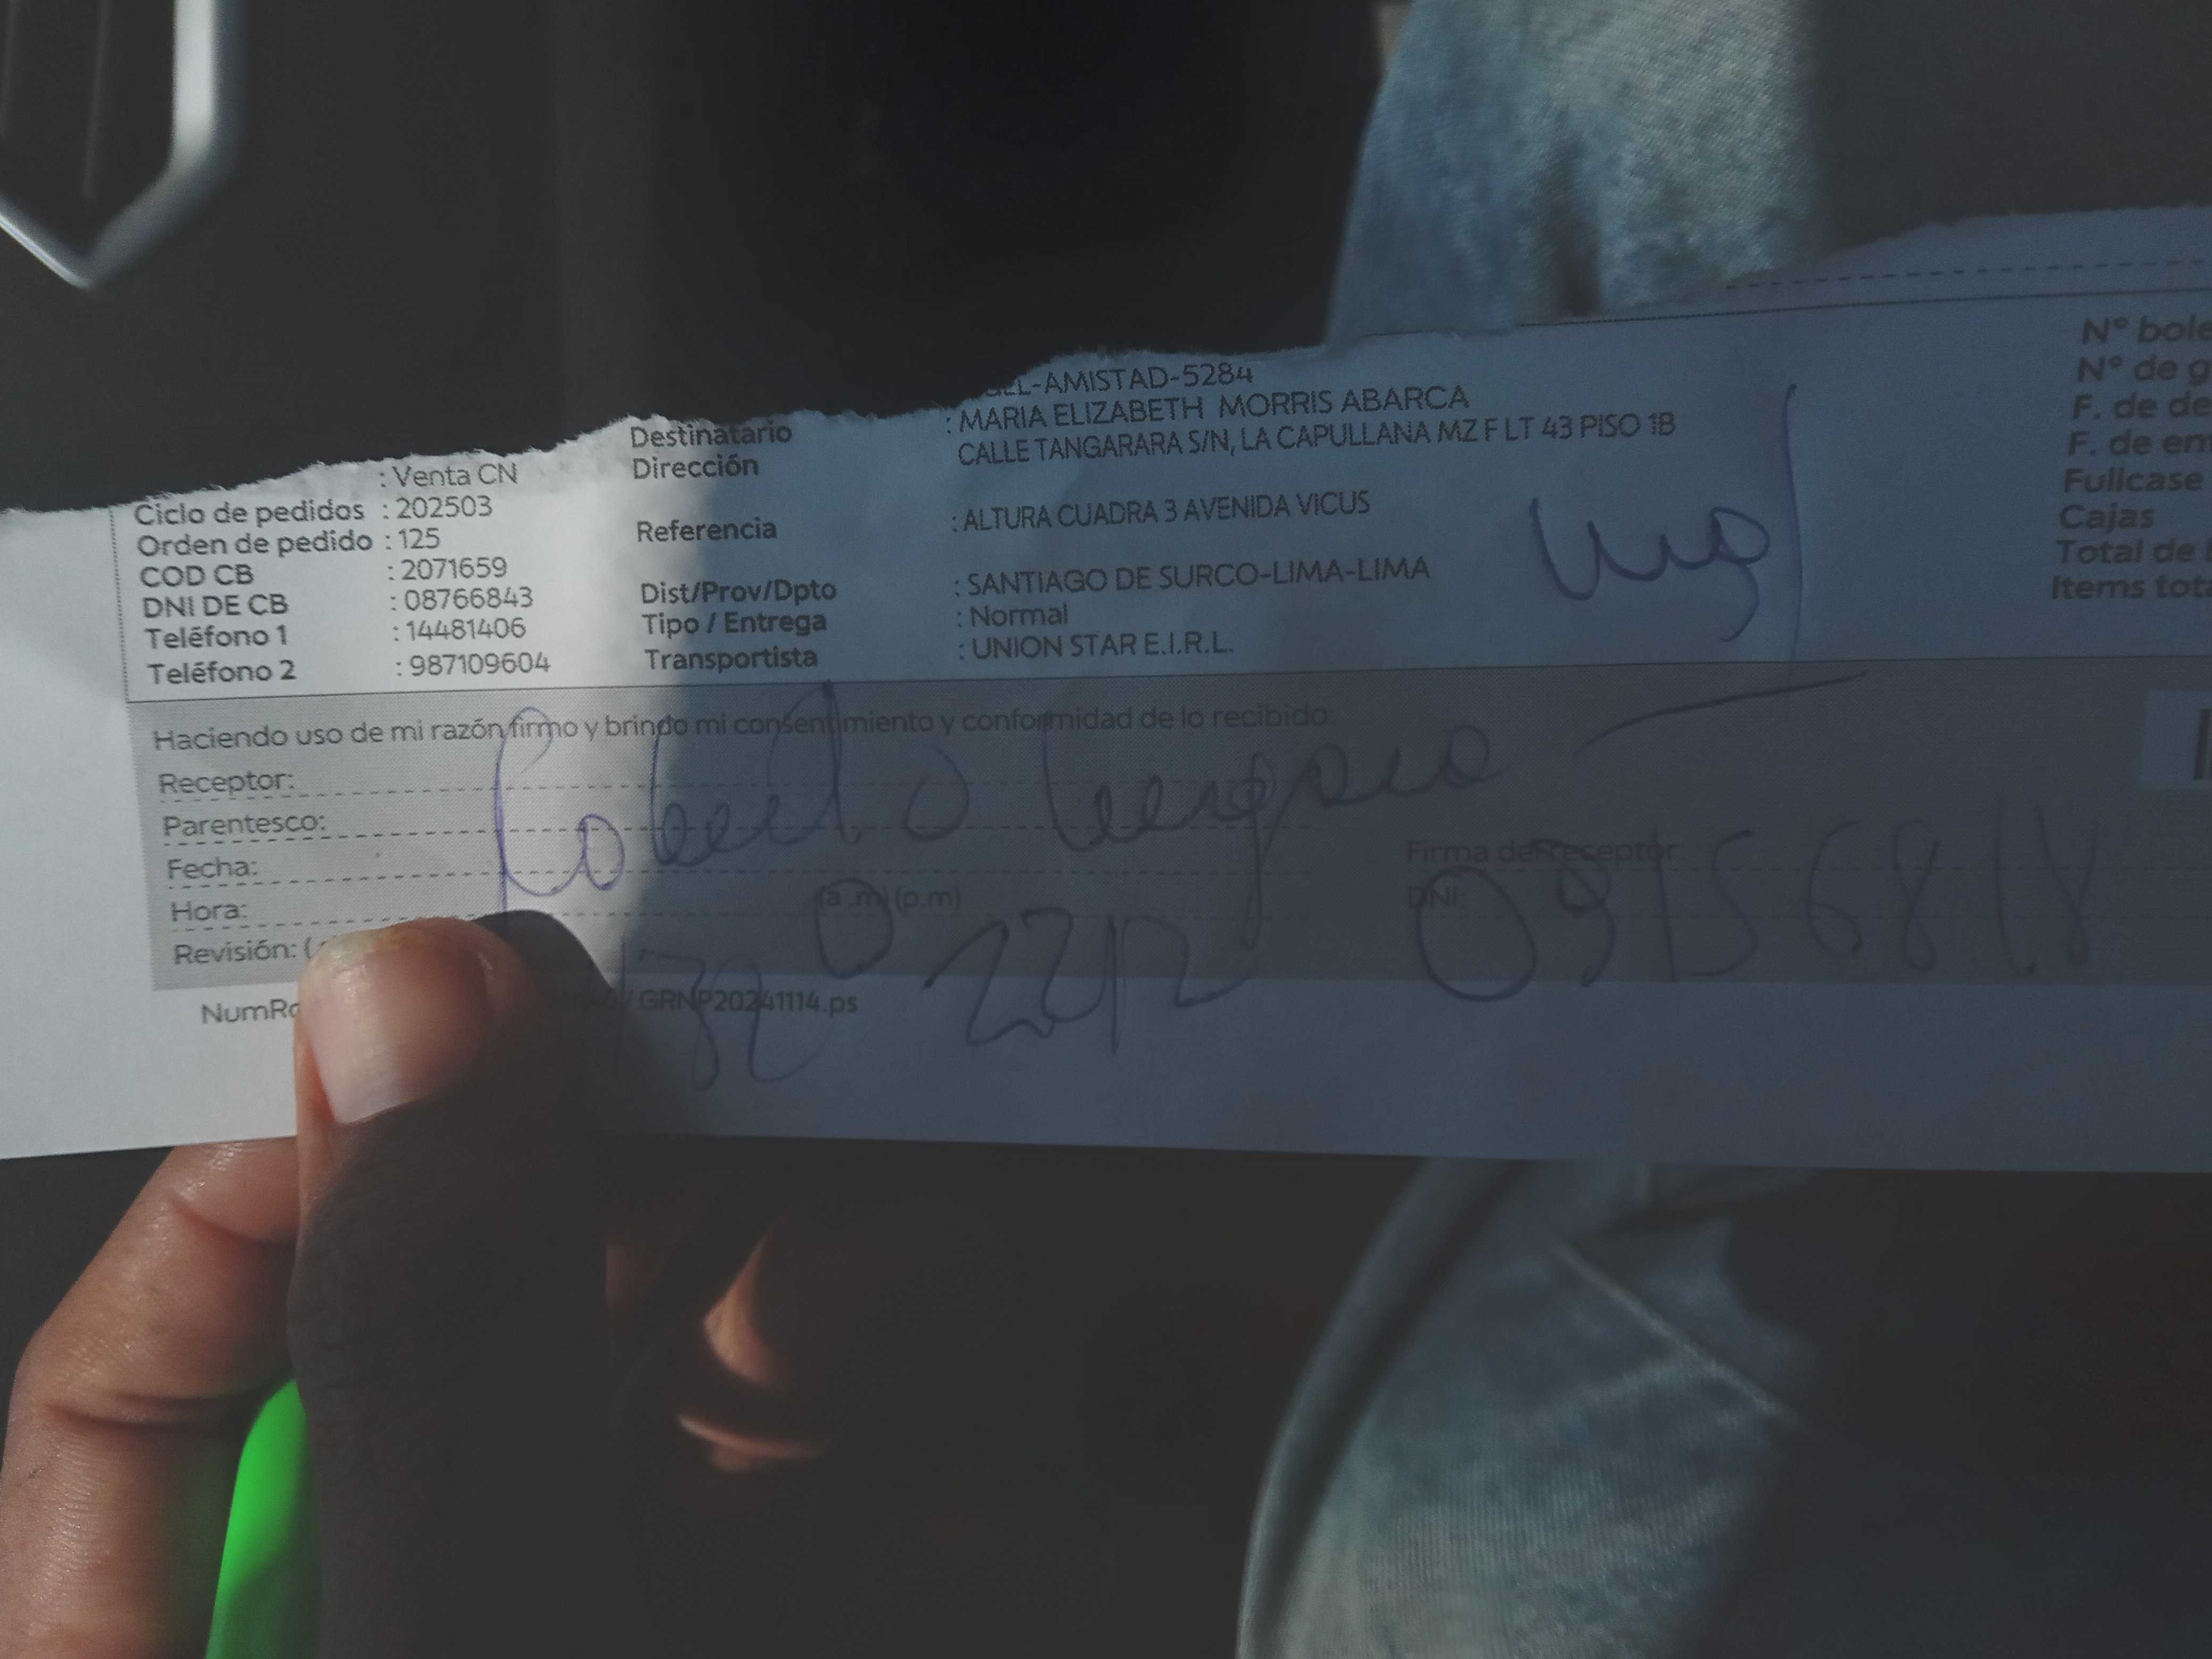 -AMISTAD-5284
Destinatario : MARIA ELIZABETH MORRIS ABARCA
Dirección CALLE TANGARARA S/N, LA CAPULLANA MZ F LT 43 PISO 1B
: Venta CN
Ciclo de pedidos : 202503
Referencia : ALTURA CUADRA 3 AVENIDA VICUS
Orden de pedido : 125
COD CB : 2071659
Dist/Prov/Dpto : SANTIAGO DE SURCO-LIMA-LIMA
DNI DE CB : 08766843
Tipo / Entrega : Normal
Teléfono 1 : 14481406
Transportista : UNION STAR E.I.R.L.
Teléfono 2 : 987109604
N° bole
N° de g
F. de de
F. de en
Fullcase
Cajas
Total de
Items tota
Haciendo uso de mi razón firmo y brindo mi consentimiento y conformidad de lo recibido:
Receptor:
Parentesco:
Fecha:
Firma del Receptor:
Hora: (a.m) (p.m)
DNI: 09156818
Revisión: (
NumRo / GRNP20241114.ps